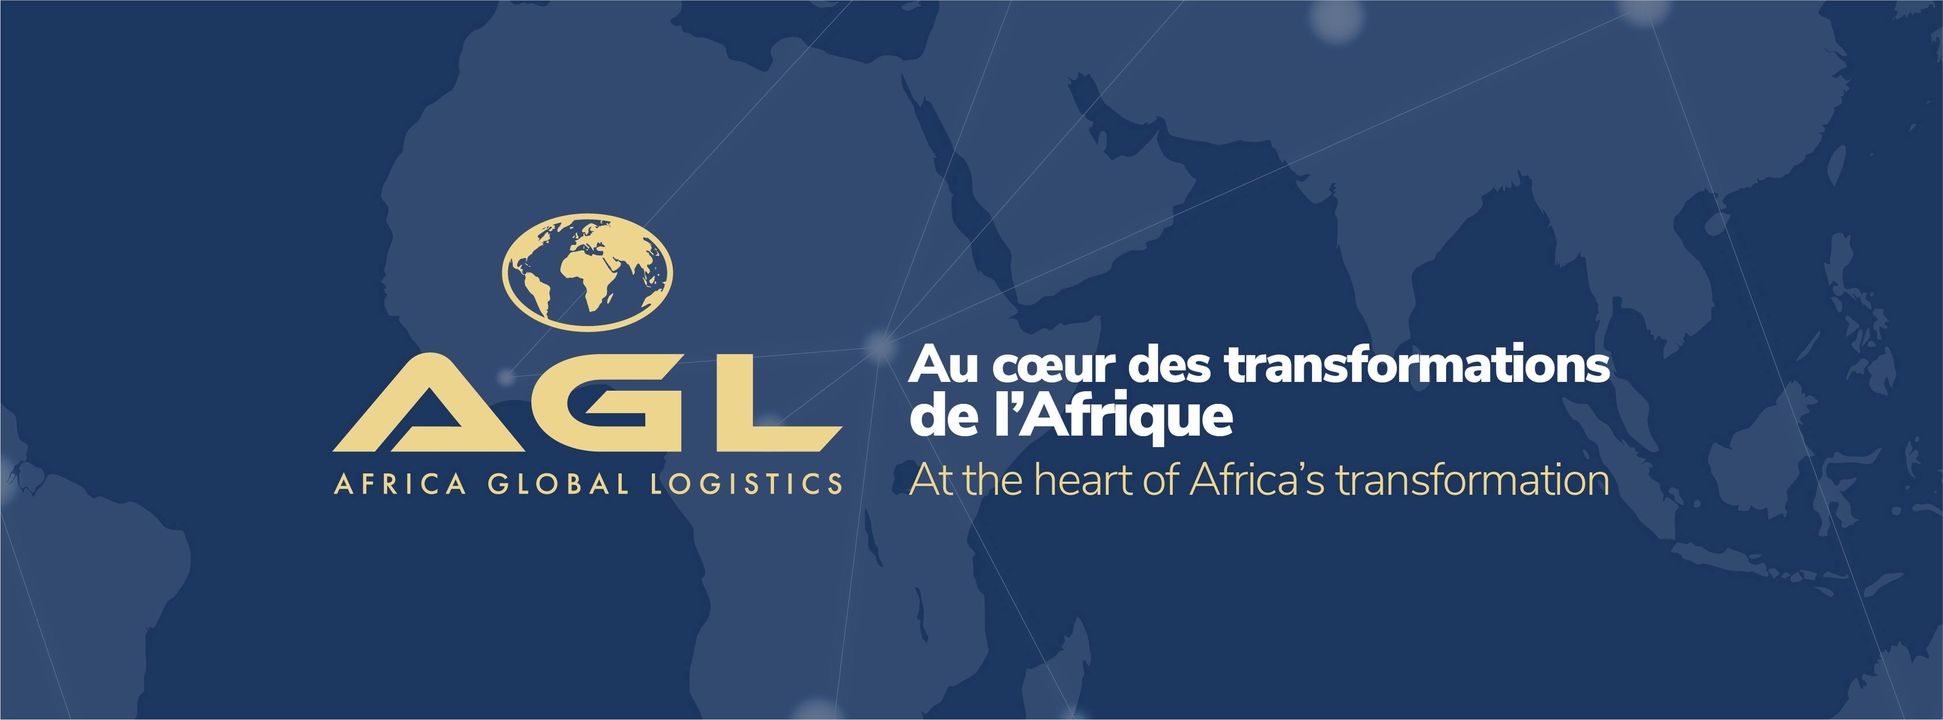 AGL
AFRICA GLOBAL LOGISTICS
Au cœur des transformations
de l’Afrique
At the heart of Africa’s transformation